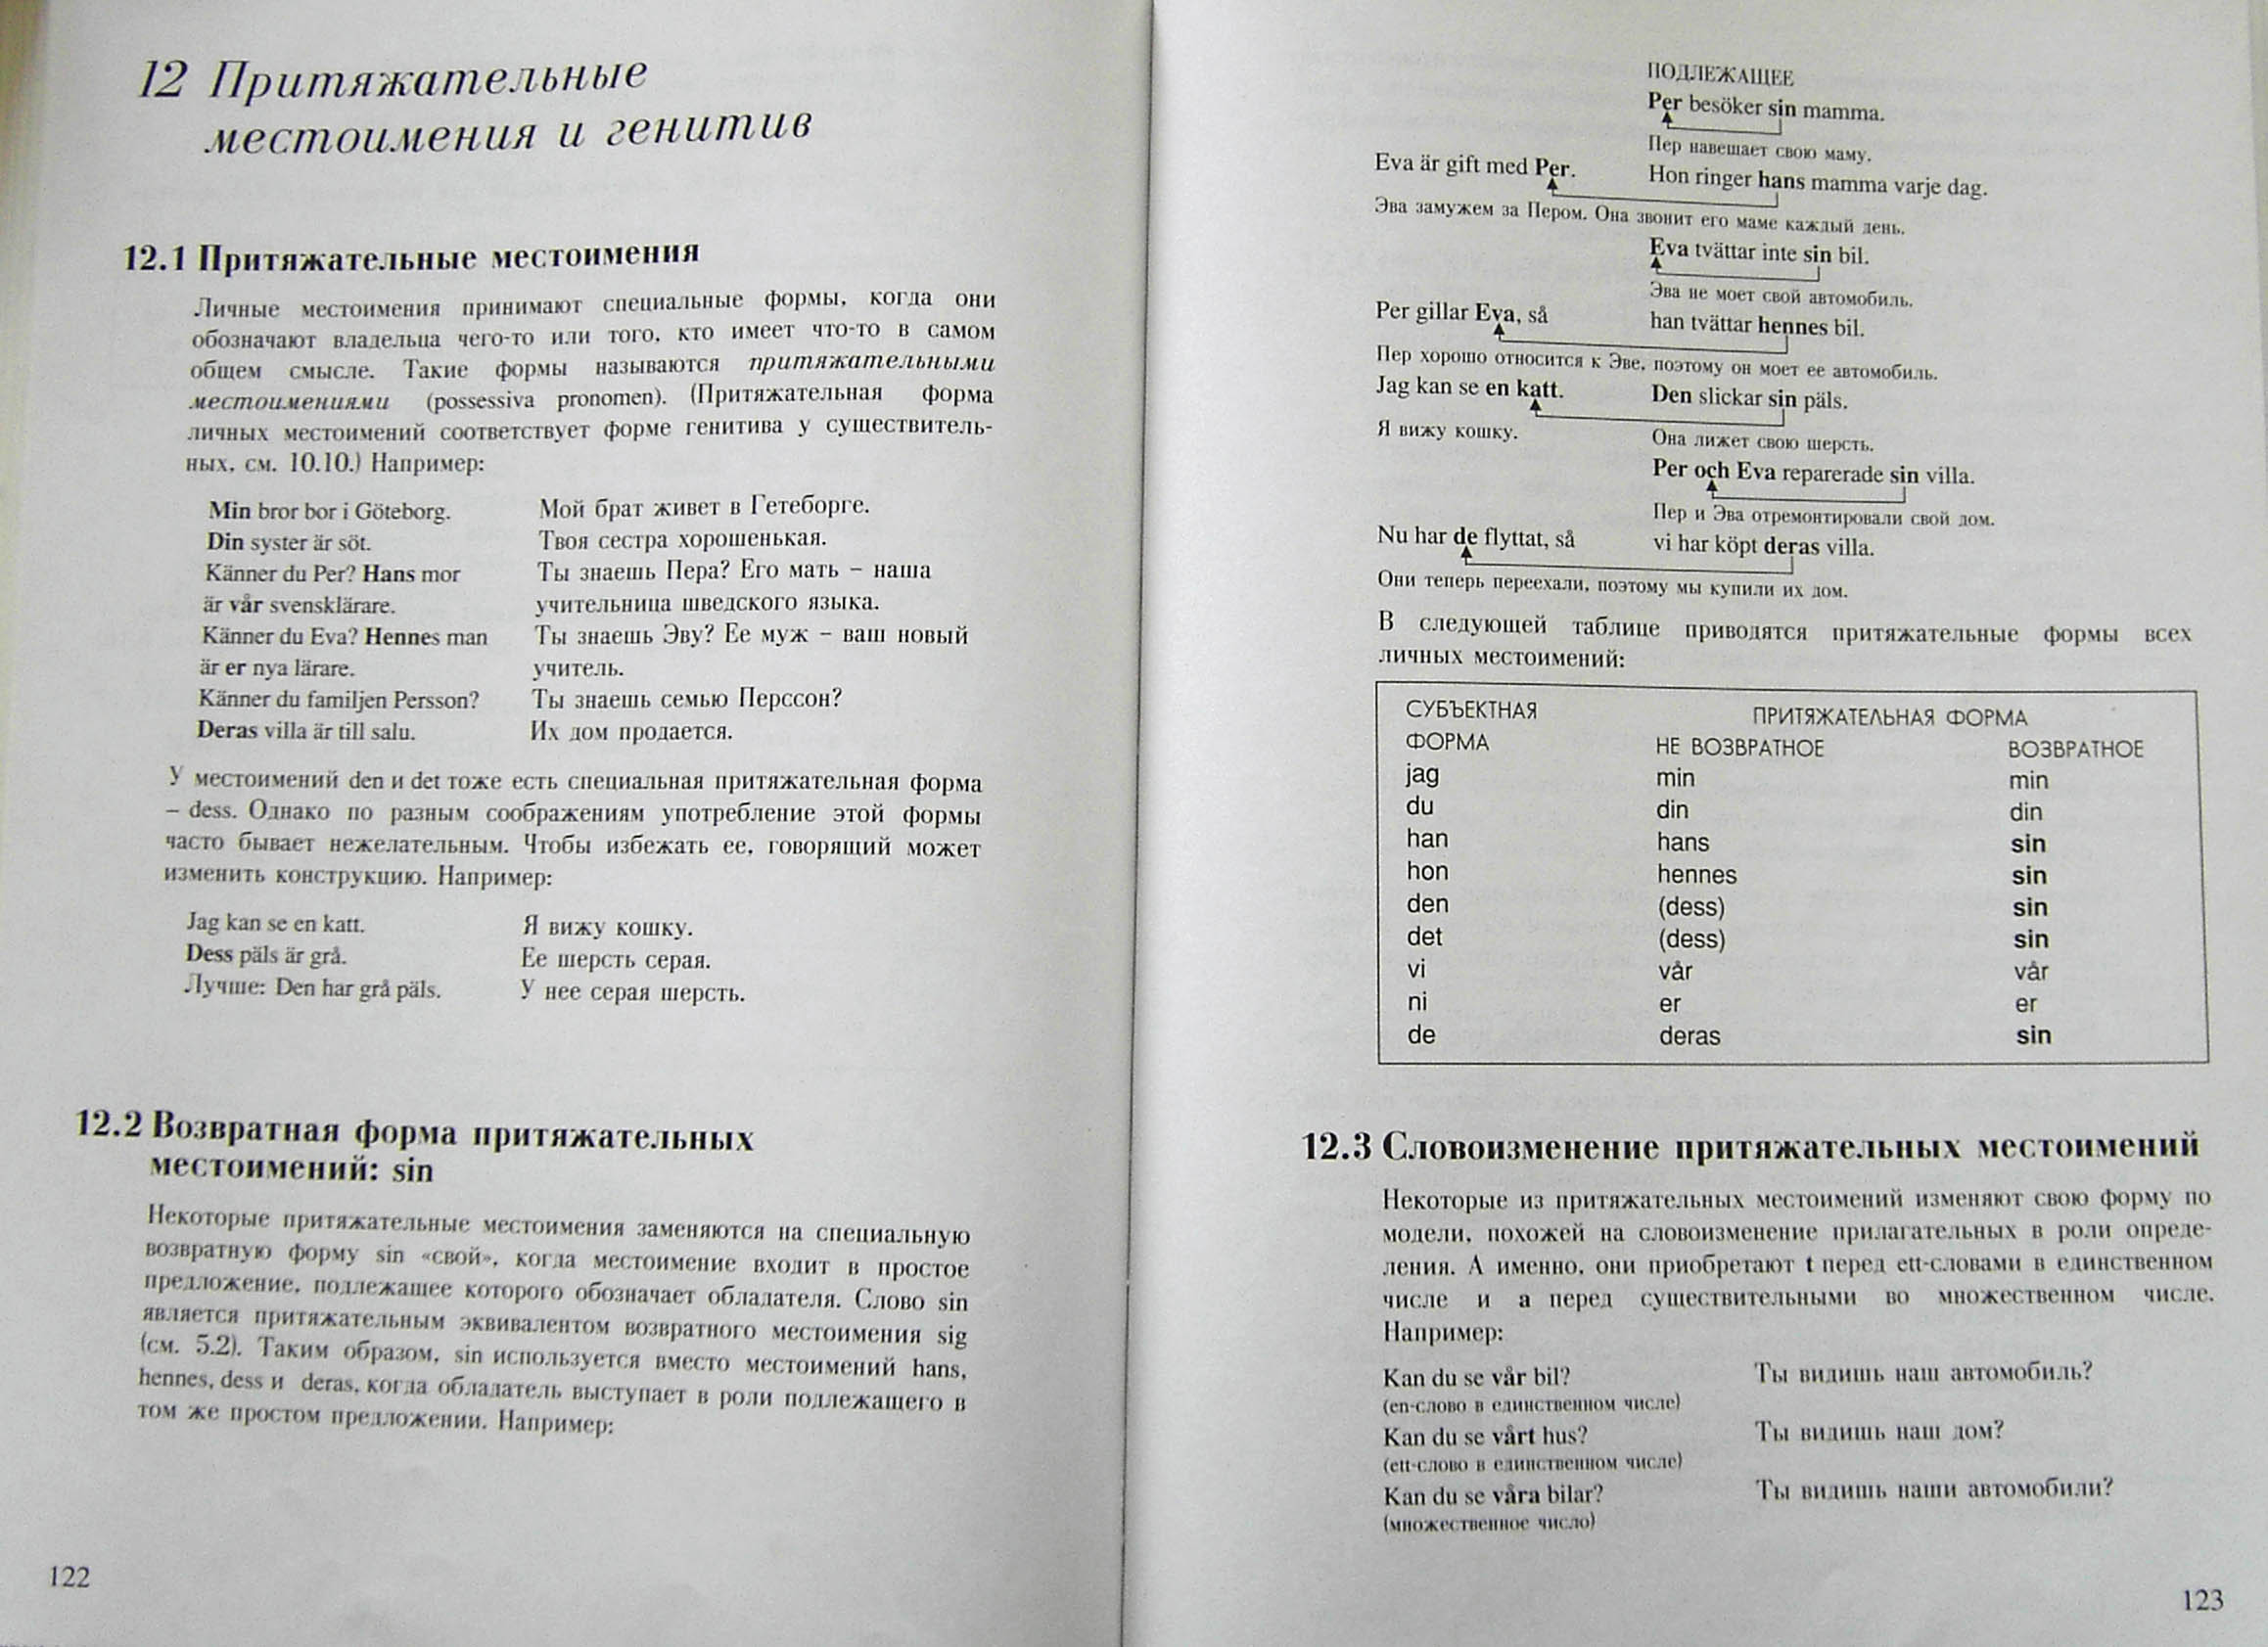 12 Притяжательные
местоимения и генитив
12.1 Притяжательные местоимения
Личные местоимения принимают специальные формы, когда они
обозначают владельца чего-то или того, кто имеет что-то в самом
общем смысле. Такие формы называются притяжательными
местоимениями (possessiva pronomen). (Притяжательная форма
личных местоимений соответствует форме генитива у существитель-
ных, см. 10.10.) Например:
Min bror bor i Göteborg. Мой брат живет в Гетеборге.
Din syster är söt. Твоя сестра хорошенькая.
Känner du Per? Hans mor Ты знаешь Пера? Его мать – наша
är vår svensklärare. учительница шведского языка.
Känner du Eva? Hennes man Ты знаешь Эву? Ее муж – ваш новый
är er nya lärare. учитель.
Känner du familjen Persson? Ты знаешь семью Перссон?
Deras villa är till salu. Их дом продается.
У местоимений den и det тоже есть специальная притяжательная форма
– dess. Однако по разным соображениям употребление этой формы
часто бывает нежелательным. Чтобы избежать ее, говорящий может
изменить конструкцию. Например:
Jag kan se en katt. Я вижу кошку.
Dess päls är grå. Ее шерсть серая.
Лучше: Den har grå päls. У нее серая шерсть.
12.2 Возвратная форма притяжательных
местоимений: sin
Некоторые притяжательные местоимения заменяются на специальную
возвратную форму sin «свой», когда местоимение входит в простое
предложение, подлежащее которого обозначает обладателя. Слово sin
является притяжательным эквивалентом возвратного местоимения sig
(см. 5.2). Таким образом, sin используется вместо местоимений hans,
hennes, dess и deras, когда обладатель выступает в роли подлежащего в
том же простом предложении. Например:
122
ПОДЛЕЖАЩЕЕ
Per besöker sin mamma.
Пер навещает свою маму.
Eva är gift med Per. Hon ringer hans mamma varje dag.
Эва замужем за Пером. Она звонит его маме каждый день.
Eva tvättar inte sin bil.
Эва не моет свой автомобиль.
Per gillar Eva, så han tvättar hennes bil.
Пер хорошо относится к Эве, поэтому он моет ее автомобиль.
Jag kan se en katt. Den slickar sin päls.
Я вижу кошку. Она лижет свою шерсть.
Per och Eva reparerade sin villa.
Пер и Эва отремонтировали свой дом.
Nu har de flyttat, så vi har köpt deras villa.
Они теперь переехали, поэтому мы купили их дом.
В следующей таблице приводятся притяжательные формы всех
личных местоимений:
СУБЪЕКТНАЯ ПРИТЯЖАТЕЛЬНАЯ ФОРМА
ФОРМА НЕ ВОЗВРАТНОЕ ВОЗВРАТНОЕ
jag min min
du din din
han hans sin
hon hennes sin
den (dess) sin
det (dess) sin
vi vår vår
ni er er
de deras sin
12.3 Словоизменение притяжательных местоимений
Некоторые из притяжательных местоимений изменяют свою форму по
модели, похожей на словоизменение прилагательных в роли опреде-
ления. А именно, они приобретают t перед ett-словами в единственном
числе и a перед существительными во множественном числе.
Например:
Kan du se vår bil? Ты видишь наш автомобиль?
(en-слово в единственном числе)
Kan du se vårt hus? Ты видишь наш дом?
(ett-слово в единственном числе)
Kan du se våra bilar? Ты видишь наши автомобили?
(множественное число)
123